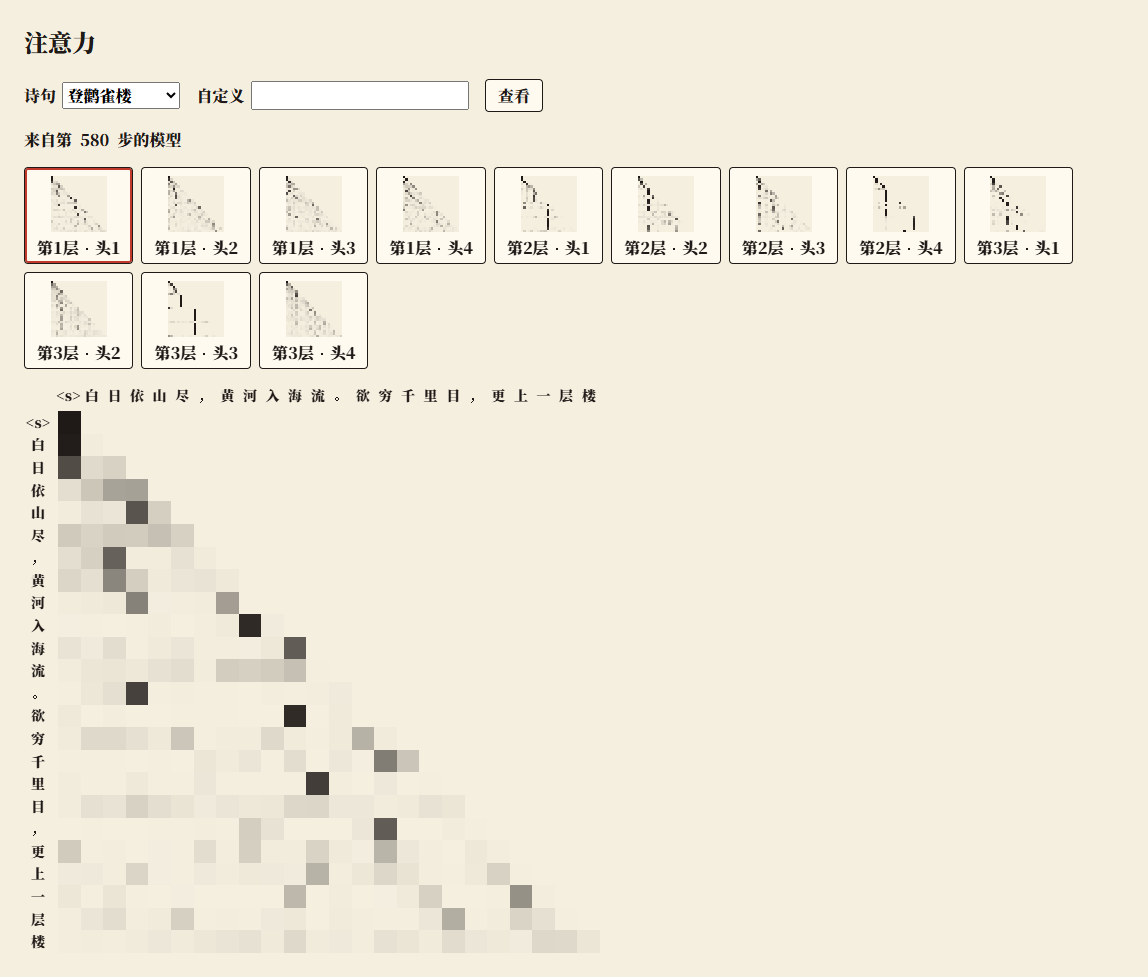 注意力
诗句 登鹳雀楼 自定义 查看
来自第 580 步的模型
第1层 · 头1 第1层 · 头2 第1层 · 头3 第1层 · 头4 第2层 · 头1 第2层 · 头2 第2层 · 头3 第2层 · 头4 第3层 · 头1
第3层 · 头2 第3层 · 头3 第3层 · 头4
<s> 白 日 依 山 尽 ， 黄 河 入 海 流 。 欲 穷 千 里 目 ， 更 上 一 层 楼
<s>
白
日
依
山
尽
，
黄
河
入
海
流
。
欲
穷
千
里
目
，
更
上
一
层
楼